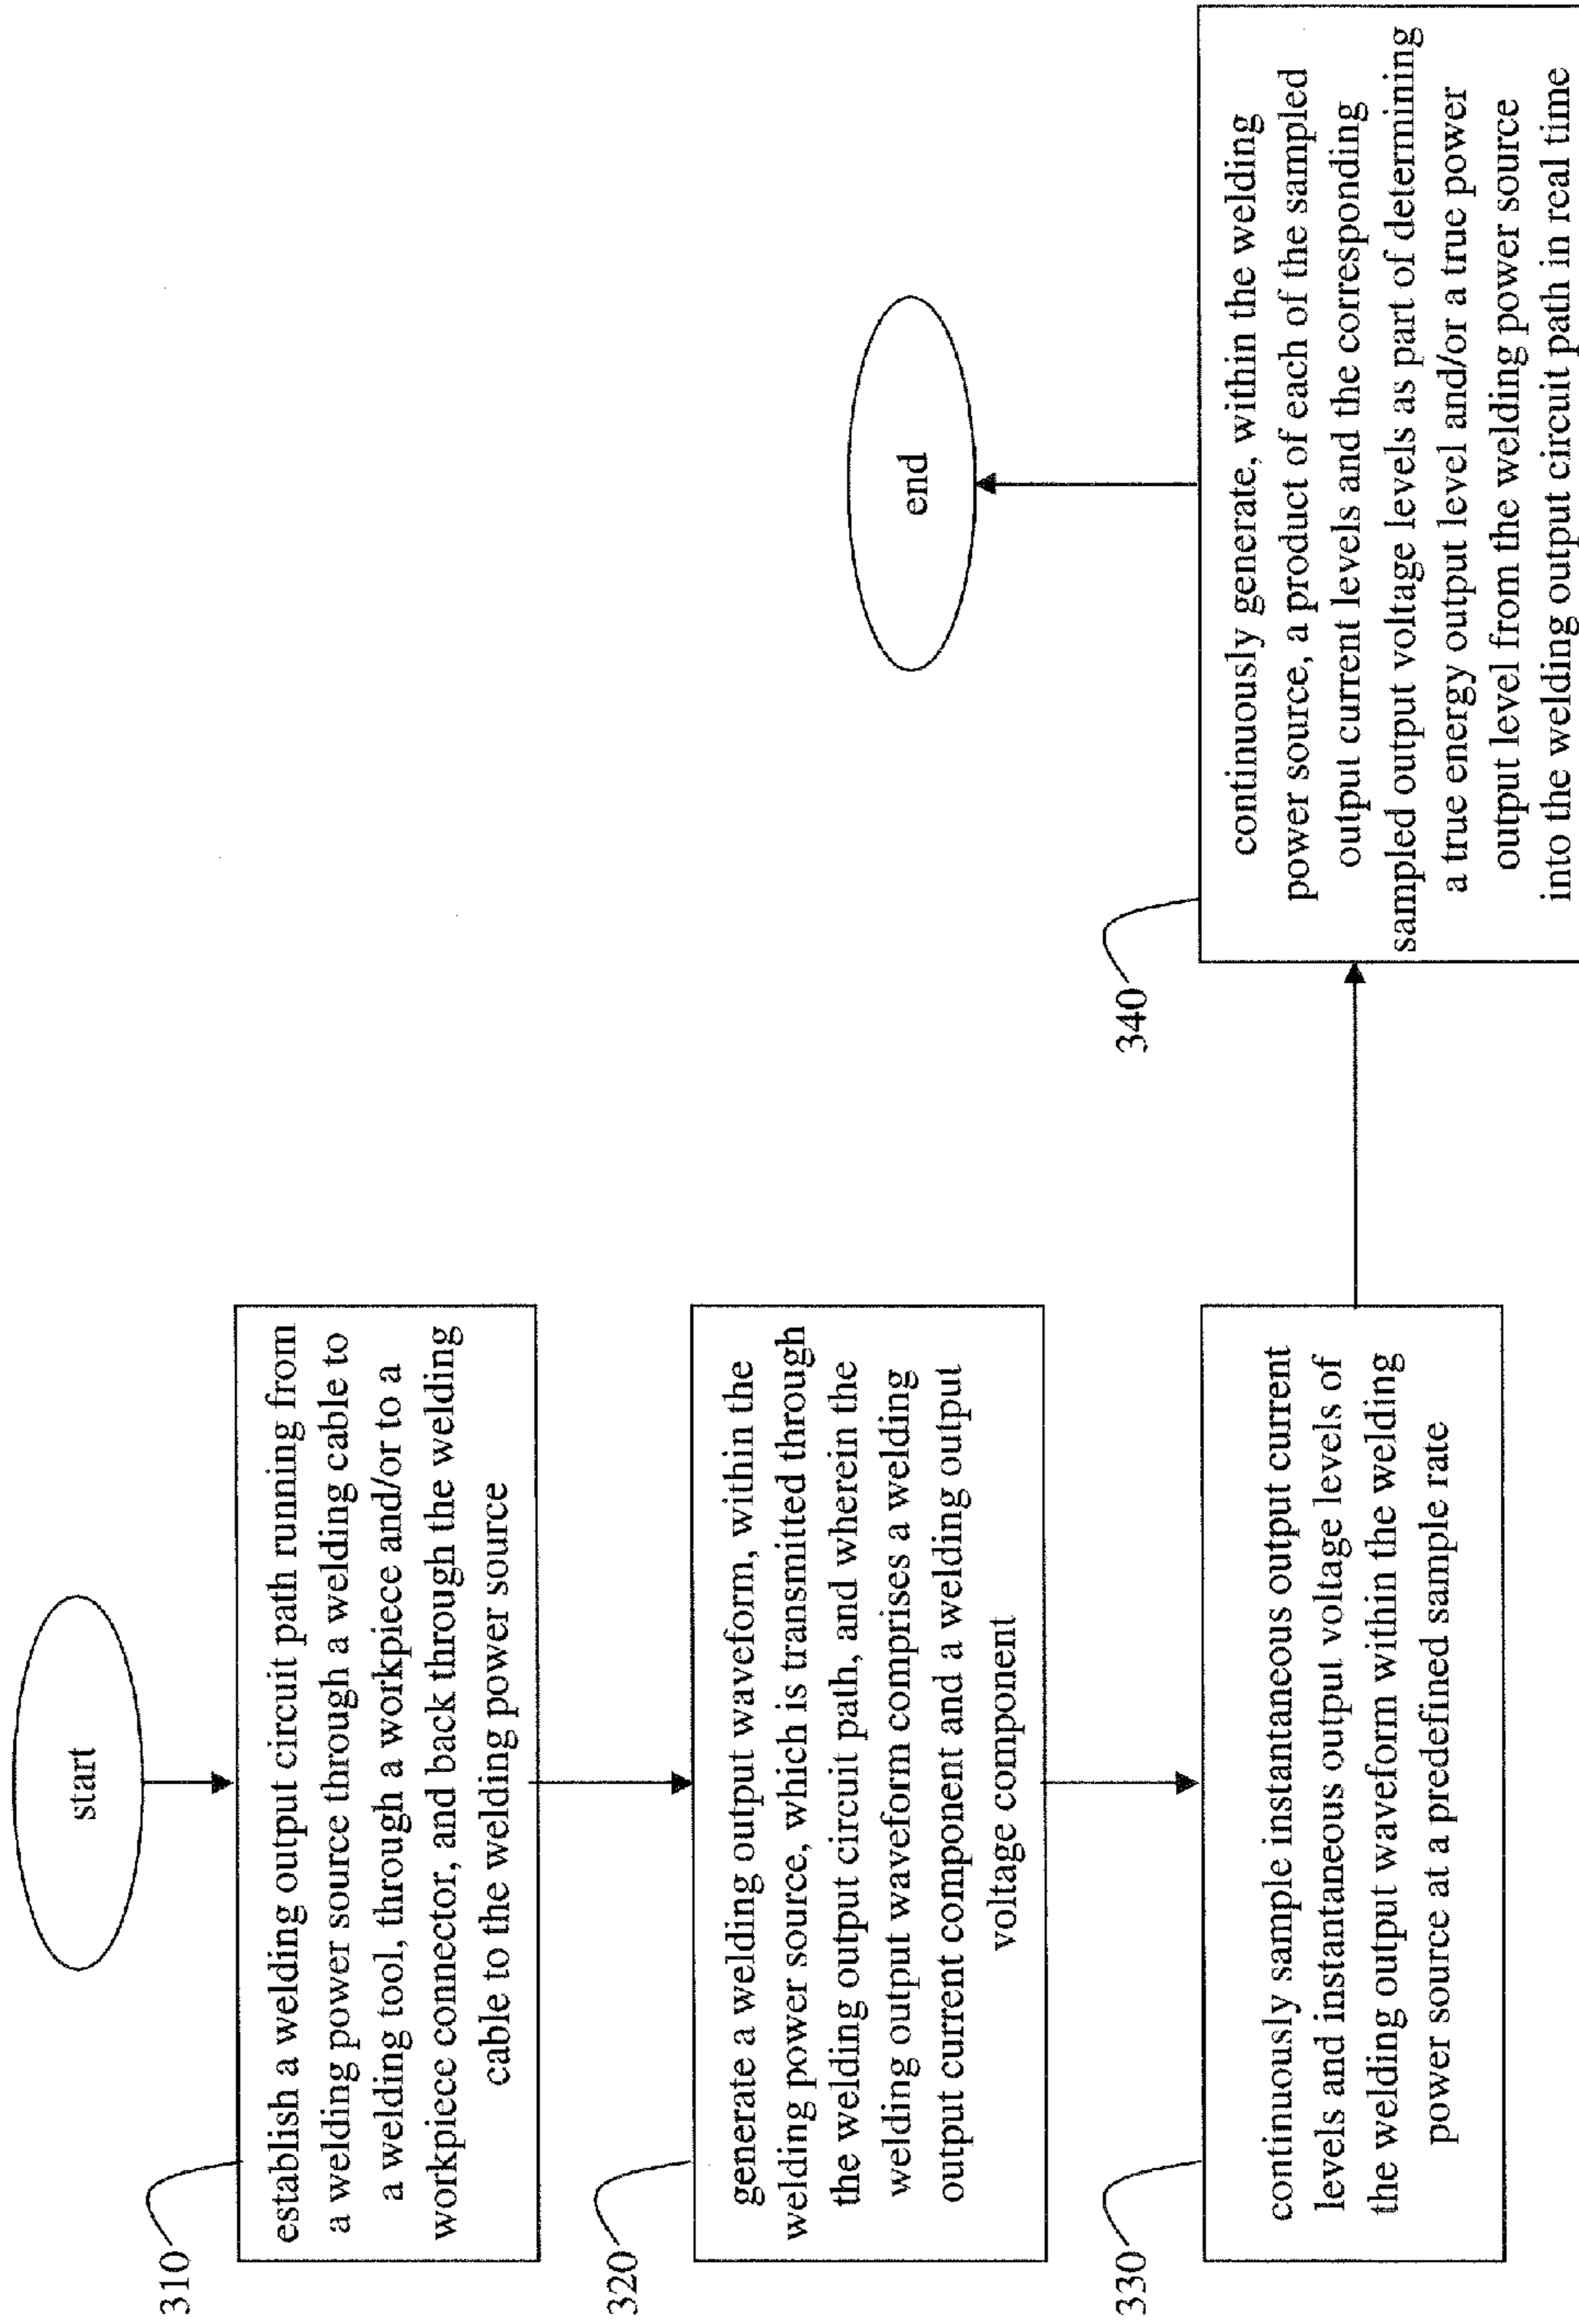 start
310
establish a welding output circuit path running from
a welding power source through a welding cable to
a welding tool, through a workpiece and/or to a
workpiece connector, and back through the welding
cable to the welding power source
320
generate a welding output waveform, within the
welding power source, which is transmitted through
the welding output circuit path, and wherein the
welding output waveform comprises a welding
output current component and a welding output
voltage component
330
continuously sample instantaneous output current
levels and instantaneous output voltage levels of
the welding output waveform within the welding
power source at a predefined sample rate
340
continuously generate, within the welding
power source, a product of each of the sampled
output current levels and the corresponding
sampled output voltage levels as part of determining
a true energy output level and/or a true power
output level from the welding power source
into the welding output circuit path in real time
end